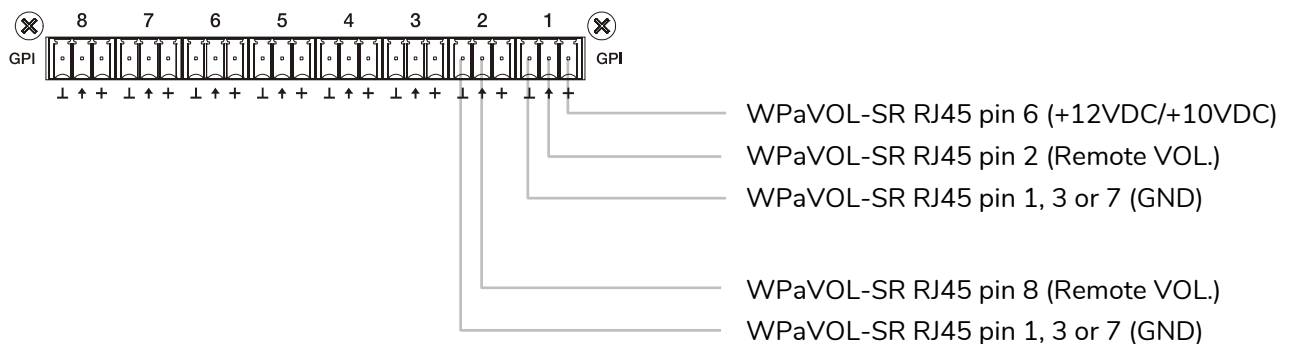 8 7 6 5 4 3 2 1
GPI GPI
⊥ ↑ + ⊥ ↑ + ⊥ ↑ + ⊥ ↑ + ⊥ ↑ + ⊥ ↑ + ⊥ ↑ + ⊥ ↑ +
WPaVOL-SR RJ45 pin 6 (+12VDC/+10VDC)
WPaVOL-SR RJ45 pin 2 (Remote VOL.)
WPaVOL-SR RJ45 pin 1, 3 or 7 (GND)
WPaVOL-SR RJ45 pin 8 (Remote VOL.)
WPaVOL-SR RJ45 pin 1, 3 or 7 (GND)